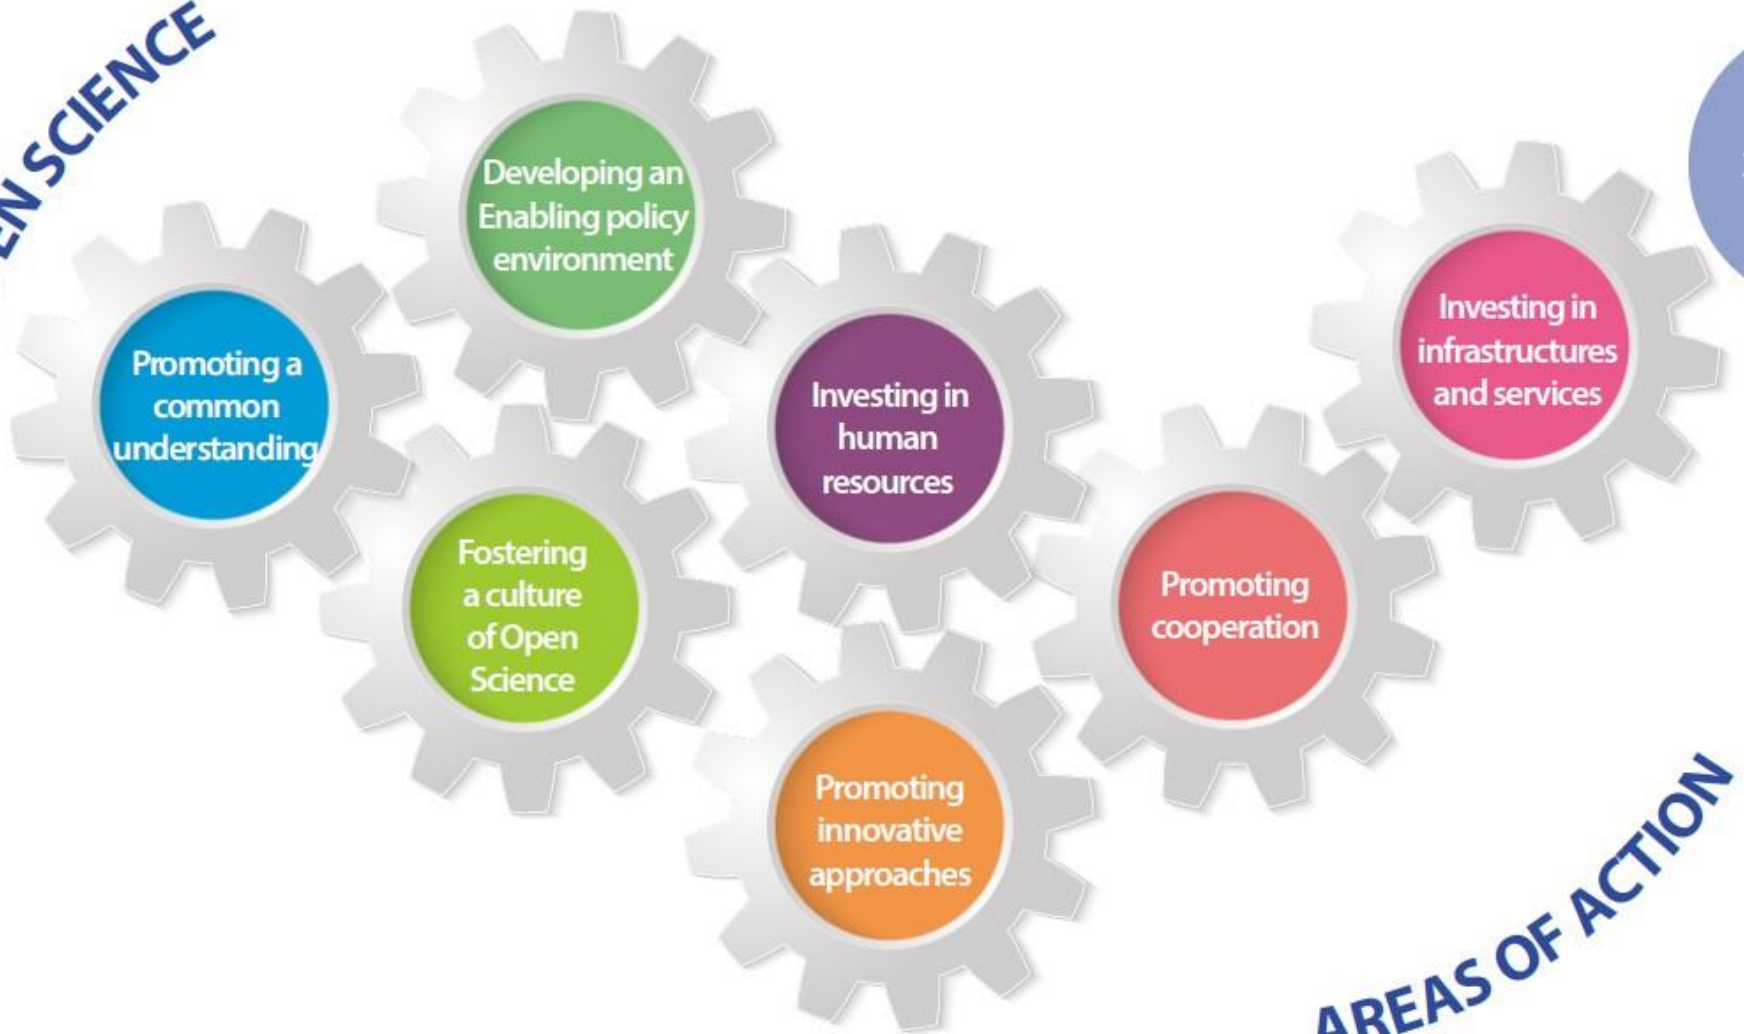 EN SCIENCE
Developing an
Enabling policy
environment
Promoting a
common
understanding
Investing in
human
resources
Investing in
infrastructures
and services
Fostering
a culture
of Open
Science
Promoting
cooperation
Promoting
innovative
approaches
AREAS OF ACTION